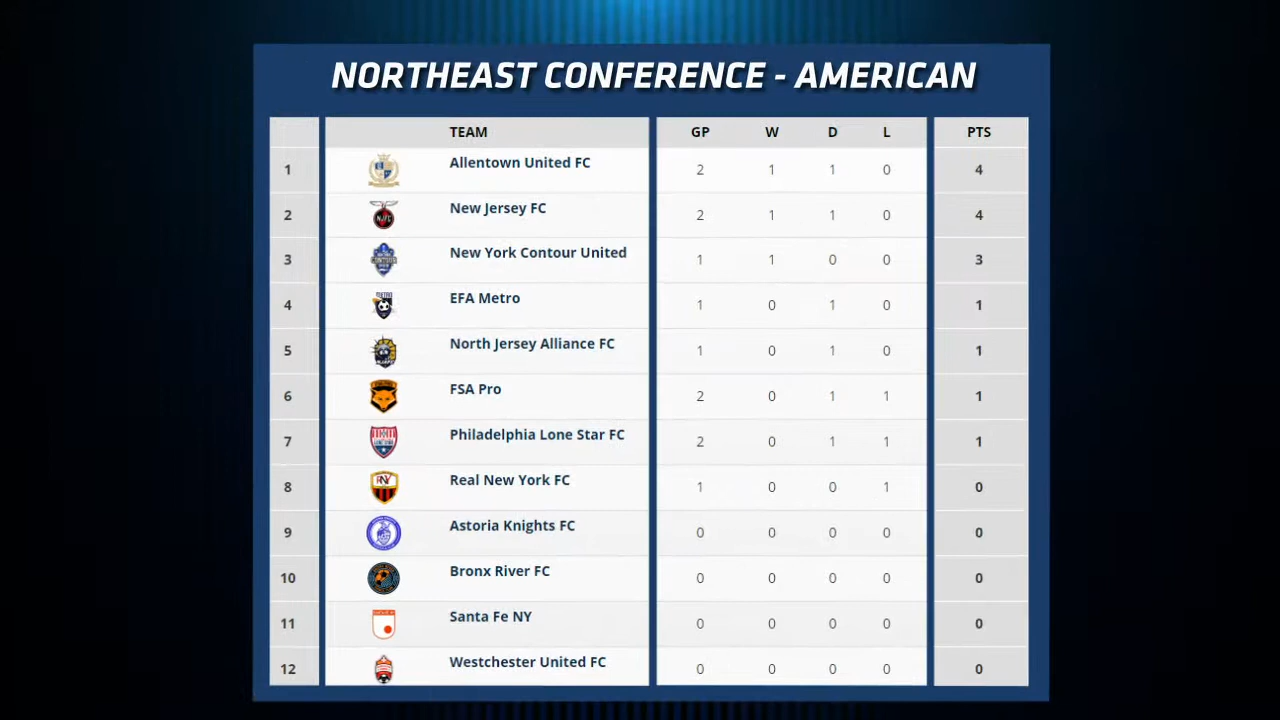 NORTHEAST CONFERENCE - AMERICAN
TEAM GP W D L PTS
1 Allentown United FC 2 1 1 0 4
2 New Jersey FC 2 1 1 0 4
3 New York Contour United 1 1 0 0 3
4 EFA Metro 1 0 1 0 1
5 North Jersey Alliance FC 1 0 1 0 1
6 FSA Pro 2 0 1 1 1
7 Philadelphia Lone Star FC 2 0 1 1 1
8 Real New York FC 1 0 0 1 0
9 Astoria Knights FC 0 0 0 0 0
10 Bronx River FC 0 0 0 0 0
11 Santa Fe NY 0 0 0 0 0
12 Westchester United FC 0 0 0 0 0